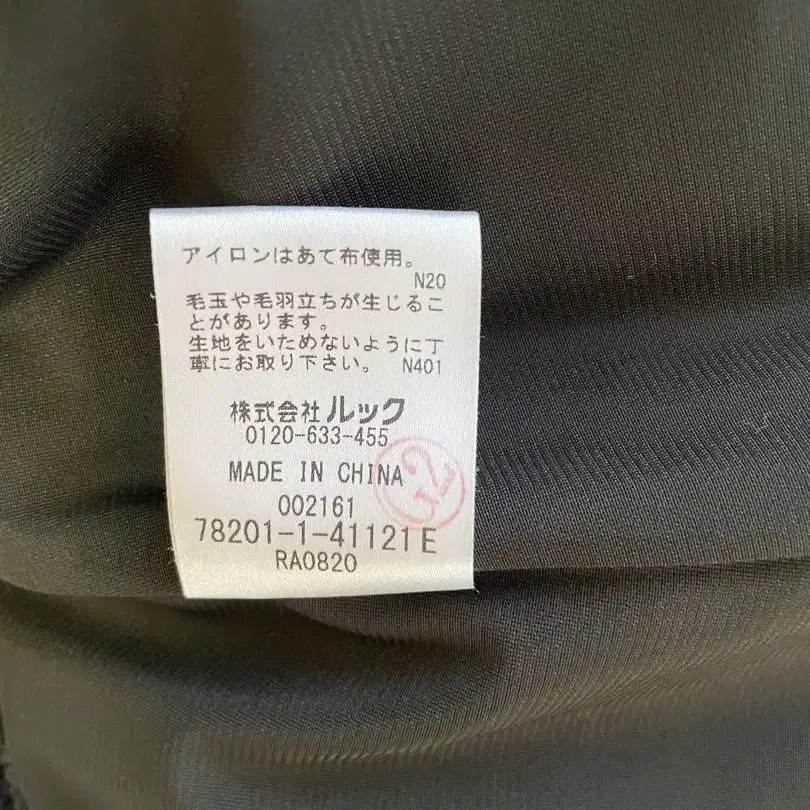 アイロンはあて布使用。
N20
毛玉や毛羽立ちが生じるこ
とがあります。
生地をいためないように丁
寧にお取り下さい。 N401
株式会社ルック
0120-633-455
MADE IN CHINA
G2
002161
78201-1-41121 E
RA0820